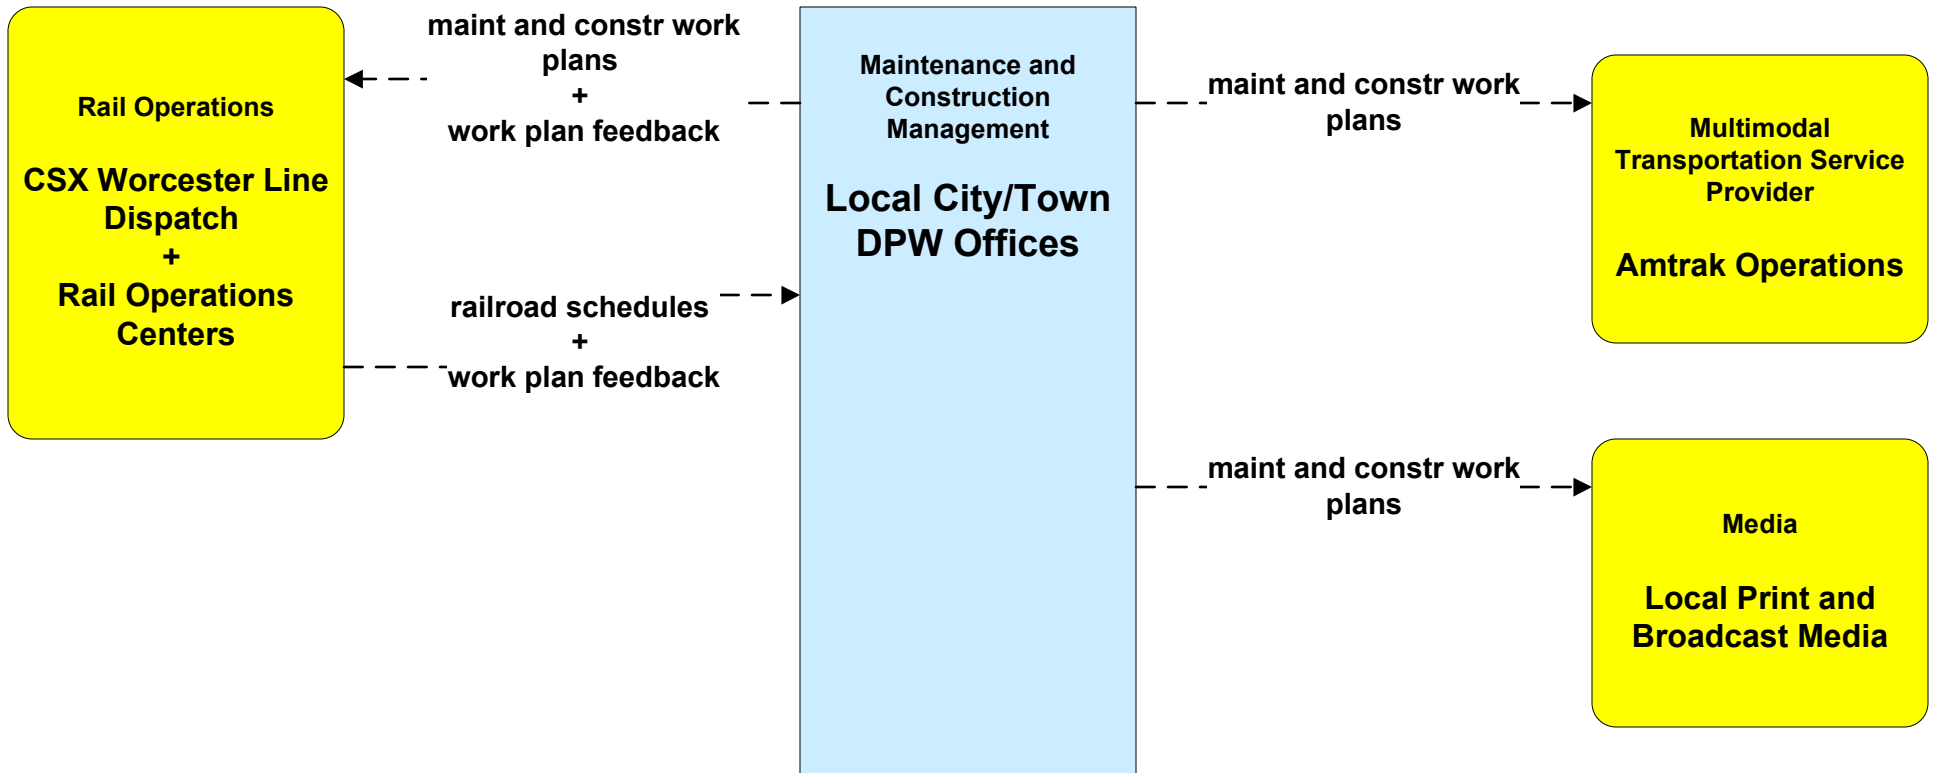 Rail Operations
CSX Worcester Line
Dispatch
+
Rail Operations
Centers
maint and constr work
plans
+
work plan feedback
railroad schedules
+
work plan feedback
Maintenance and
Construction
Management
Local City/Town
DPW Offices
maint and constr work
plans
Multimodal
Transportation Service
Provider
Amtrak Operations
maint and constr work
plans
Media
Local Print and
Broadcast Media